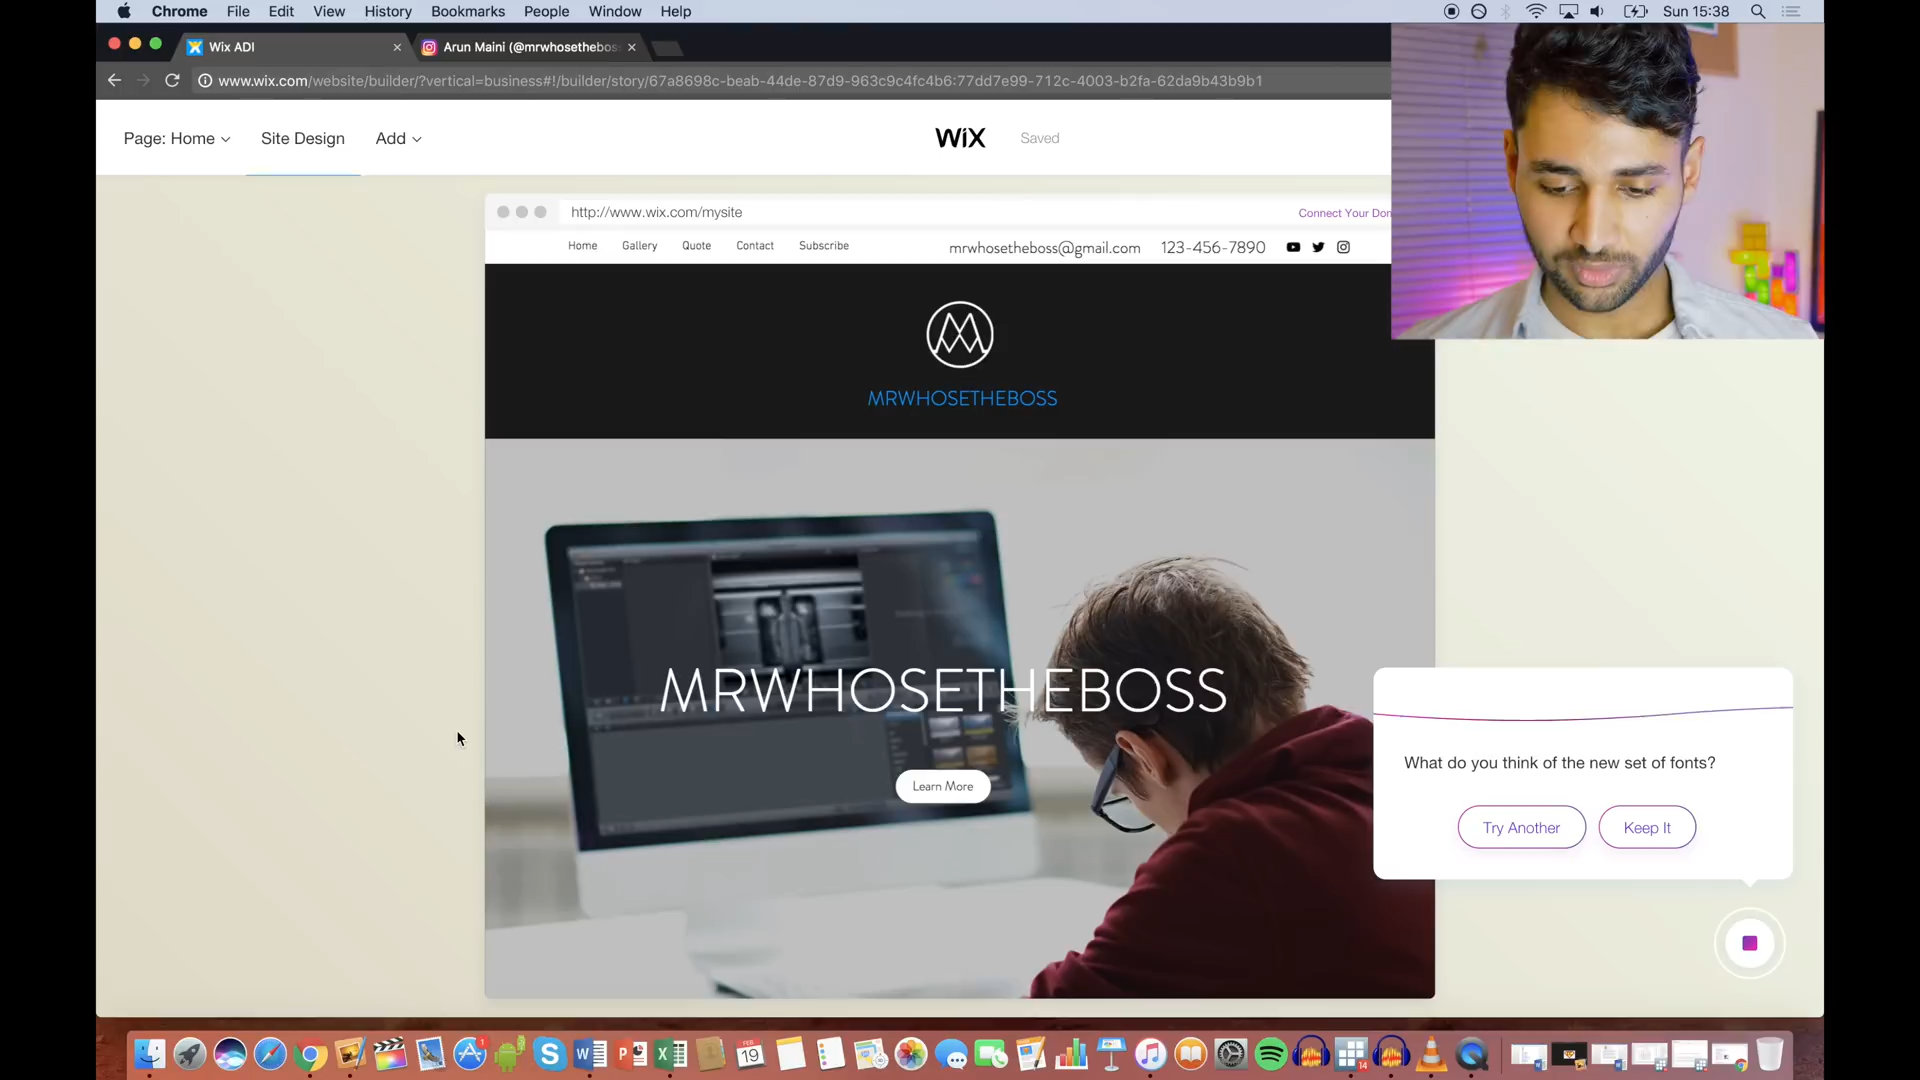 Chrome File Edit View History Bookmarks People Window Help
Sun 15:38
Wix ADI
Arun Maini (@mrwhosethebos
www.wix.com/website/builder/?vertical=business#!/builder/story/67a8698c-beab-44de-87d9-963c9c4fc4b6:77dd7e99-712c-4003-b2fa-62da9b43b9b1
Page: Home
Site Design
Add
WiX
Saved
http://www.wix.com/mysite
Connect Your Don
Home Gallery Quote Contact Subscribe
mrwhosetheboss@gmail.com 123-456-7890
MRWHOSETHEBOSS
MRWHOSETHEBOSS
Learn More
What do you think of the new set of fonts?
Try Another
Keep It
1
FEB
19
14